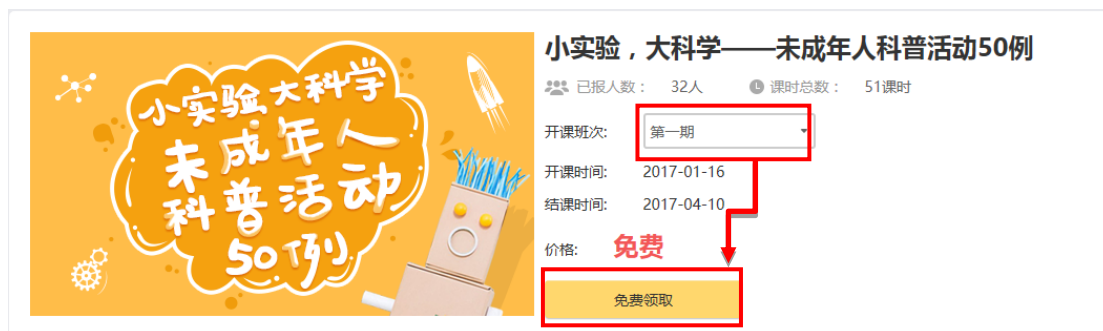 小实验,大科学——未成年人科普活动50例
小实验大科学
未成年人
科普活动
50例
已报人数： 32人 课时总数： 51课时
开课班次: 第一期
开课时间: 2017-01-16
结课时间: 2017-04-10
价格: 免费
免费领取